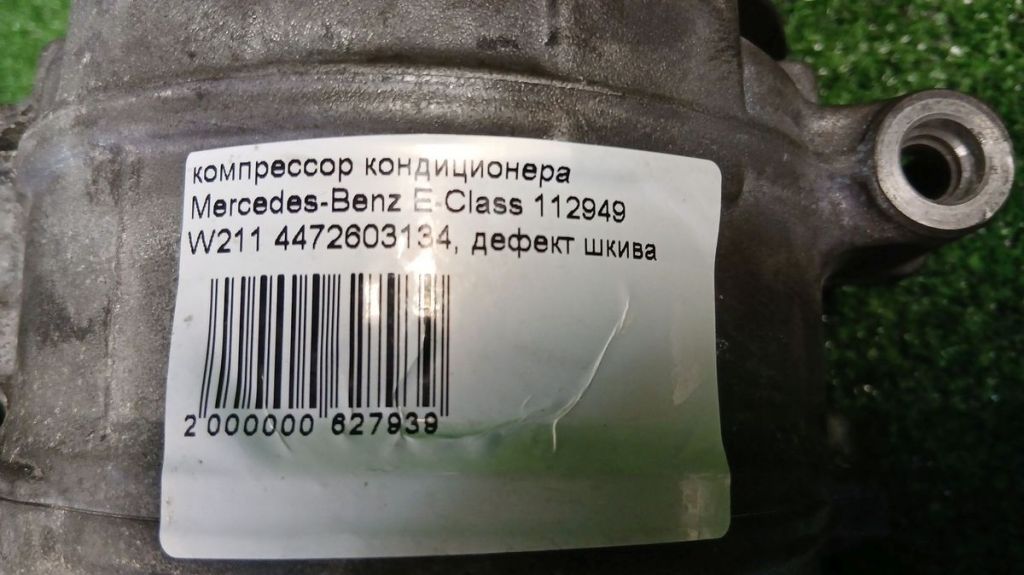 компрессор кондиционера
Mercedes-Benz E-Class 112949
W211 4472603134, дефект шкива
2 000000 627939